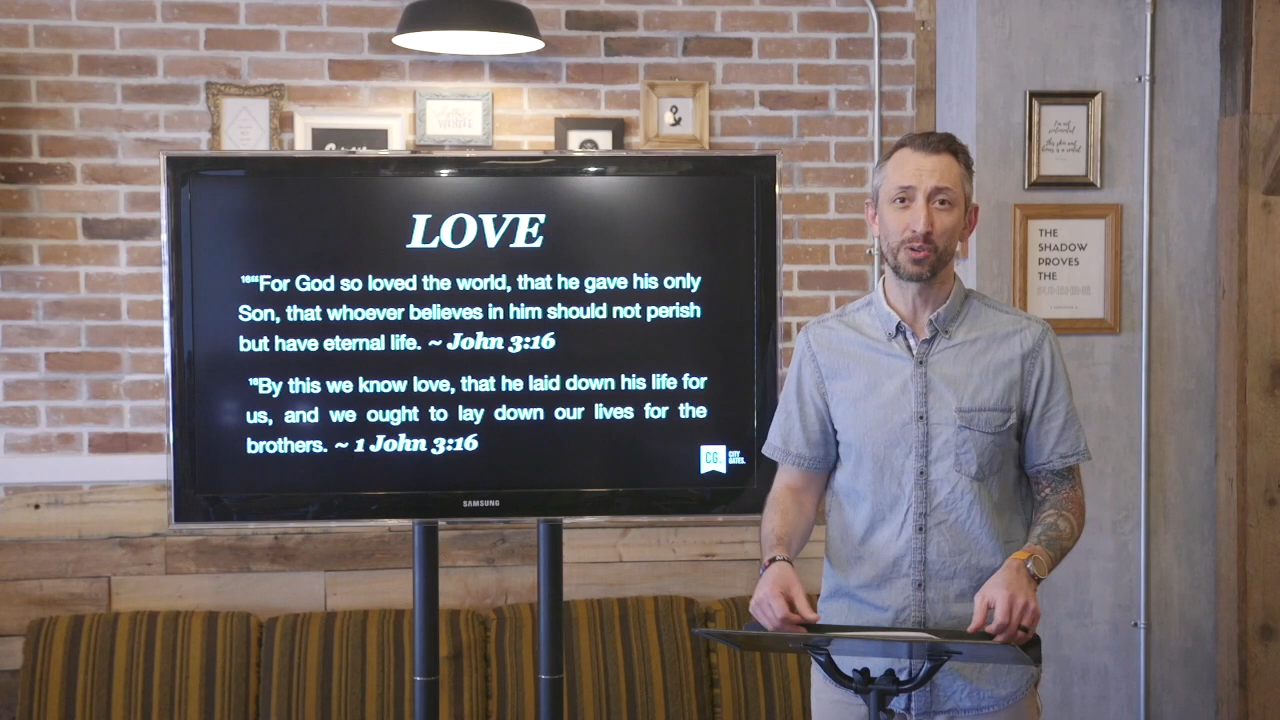 LOVE
16“For God so loved the world, that he gave his only
Son, that whoever believes in him should not perish
but have eternal life. ~ John 3:16
16By this we know love, that he laid down his life for
us, and we ought to lay down our lives for the
brothers. ~ 1 John 3:16
CG
CITY
GATES.
SAMSUNG
THE
SHADOW
PROVES
THE
SUNSHINE